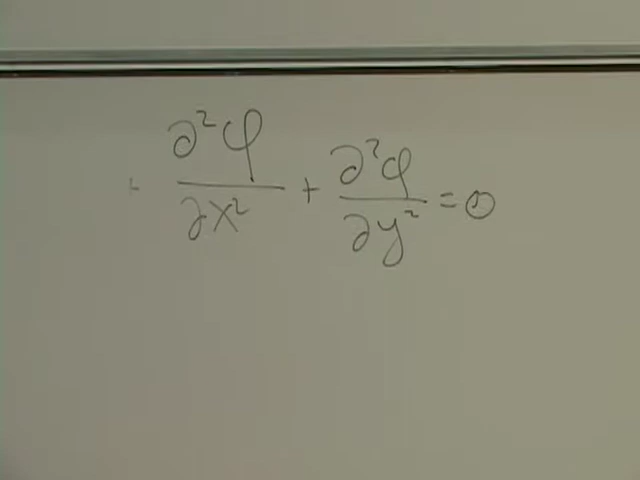 ∂²φ/∂x² + ∂²φ/∂y² = 0